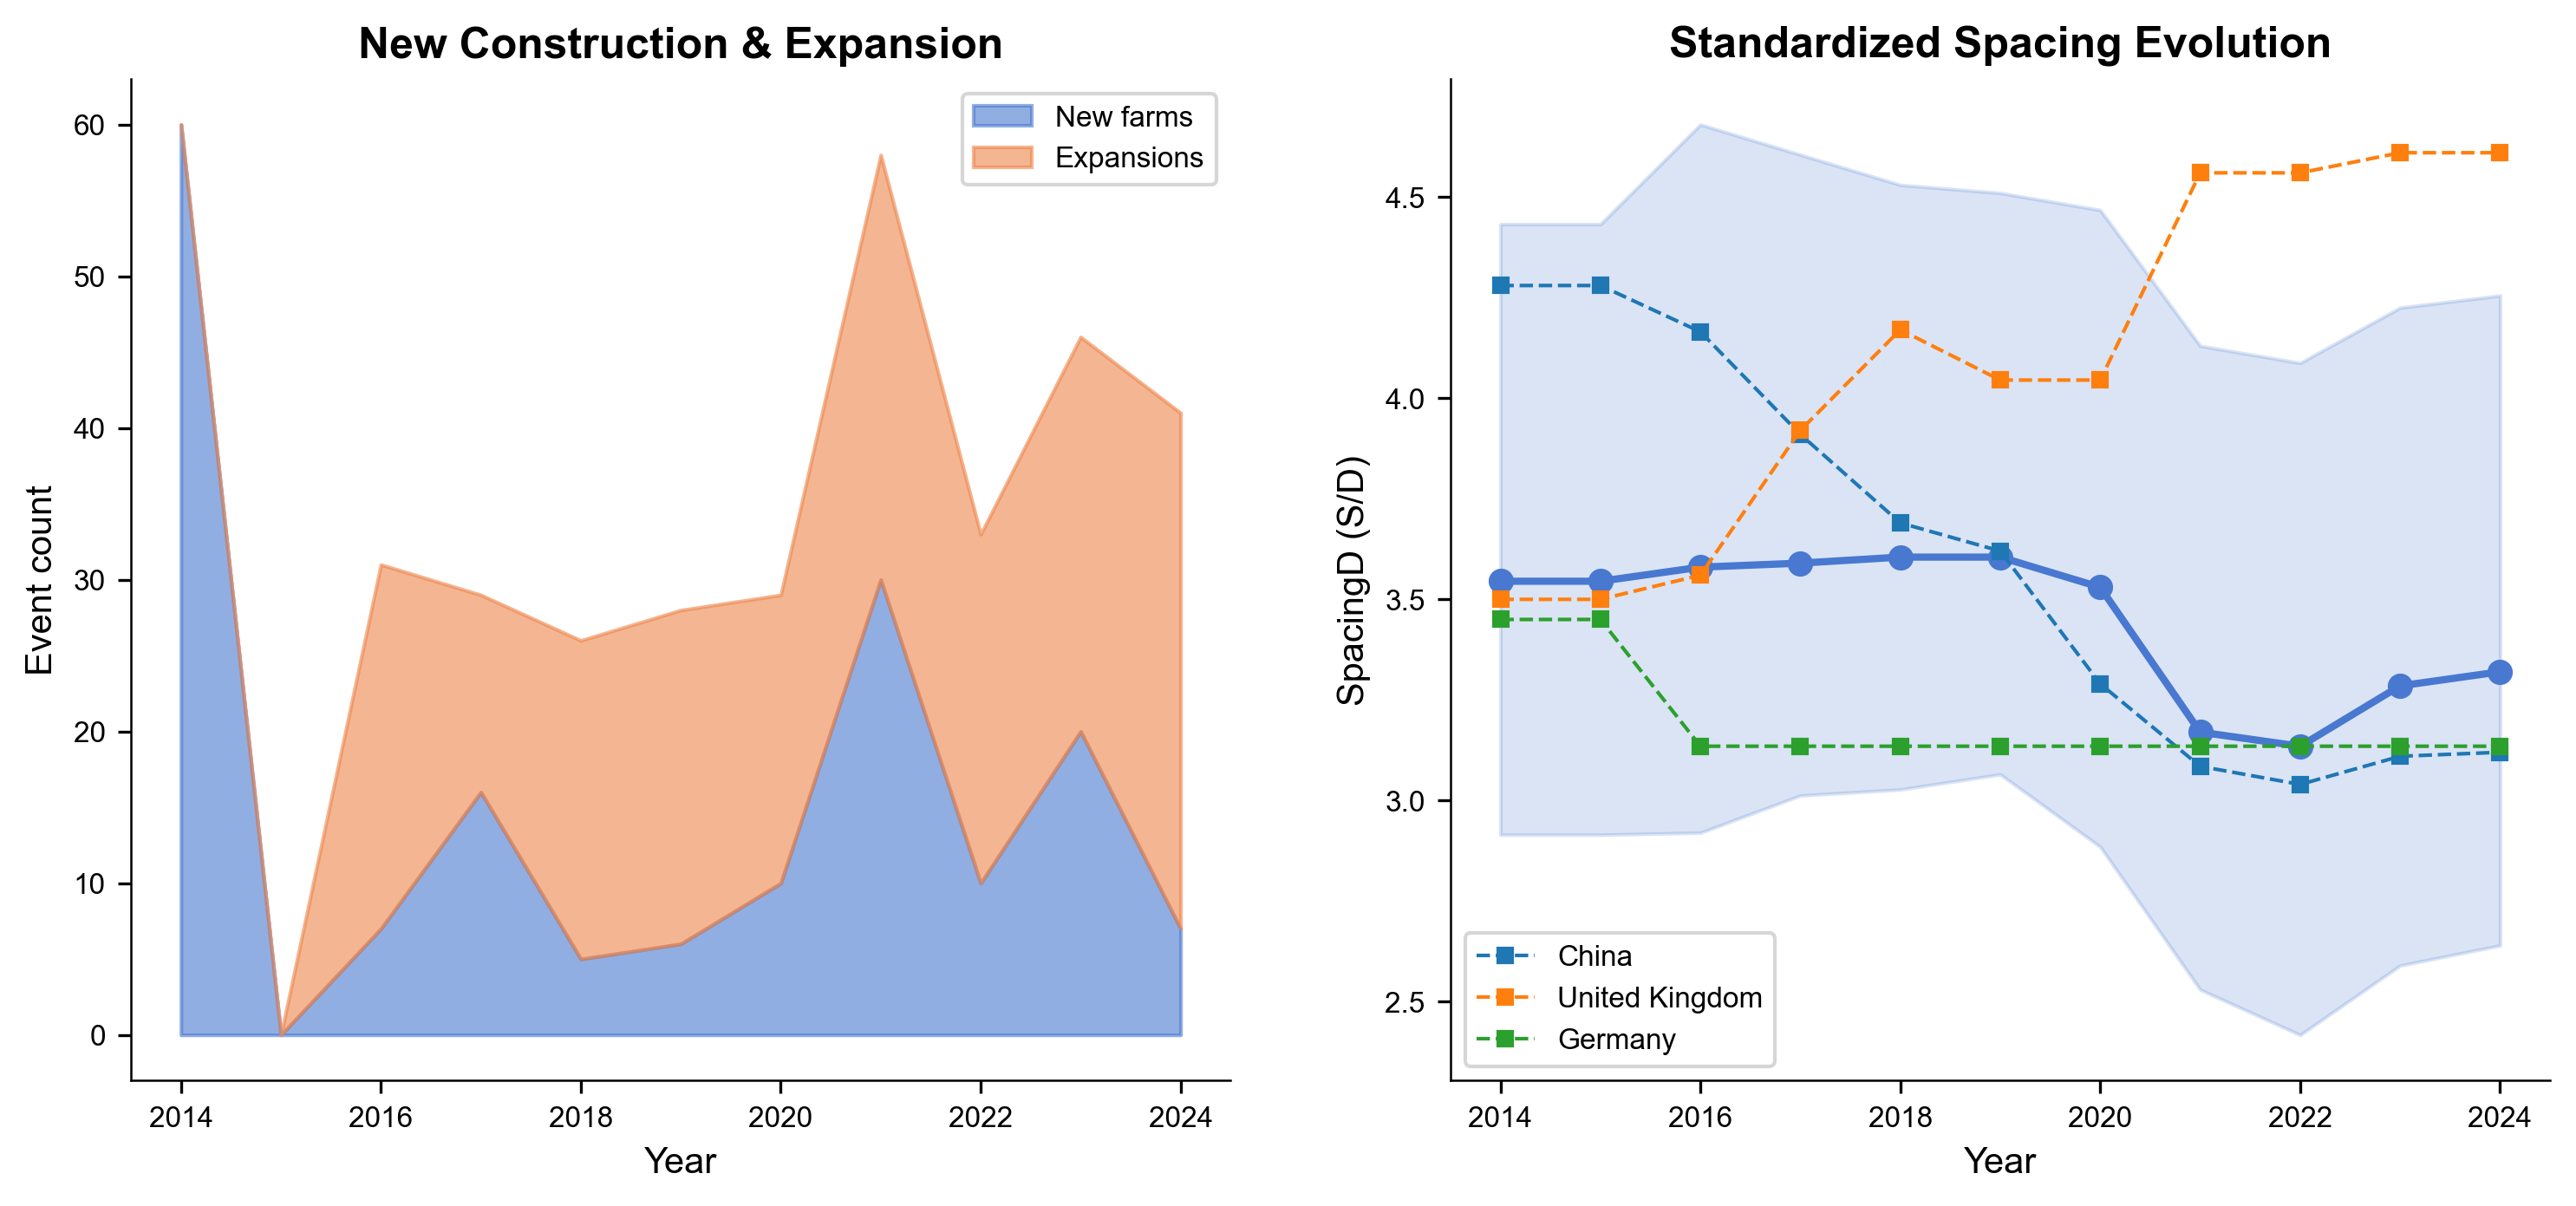 New Construction & Expansion
New farms
Expansions
60
50
40
30
20
10
0
Event count
2014
2016
2018
2020
2022
2024
Year
Standardized Spacing Evolution
4.5
4.0
3.5
3.0
2.5
SpacingD (S/D)
China
United Kingdom
Germany
2014
2016
2018
2020
2022
2024
Year